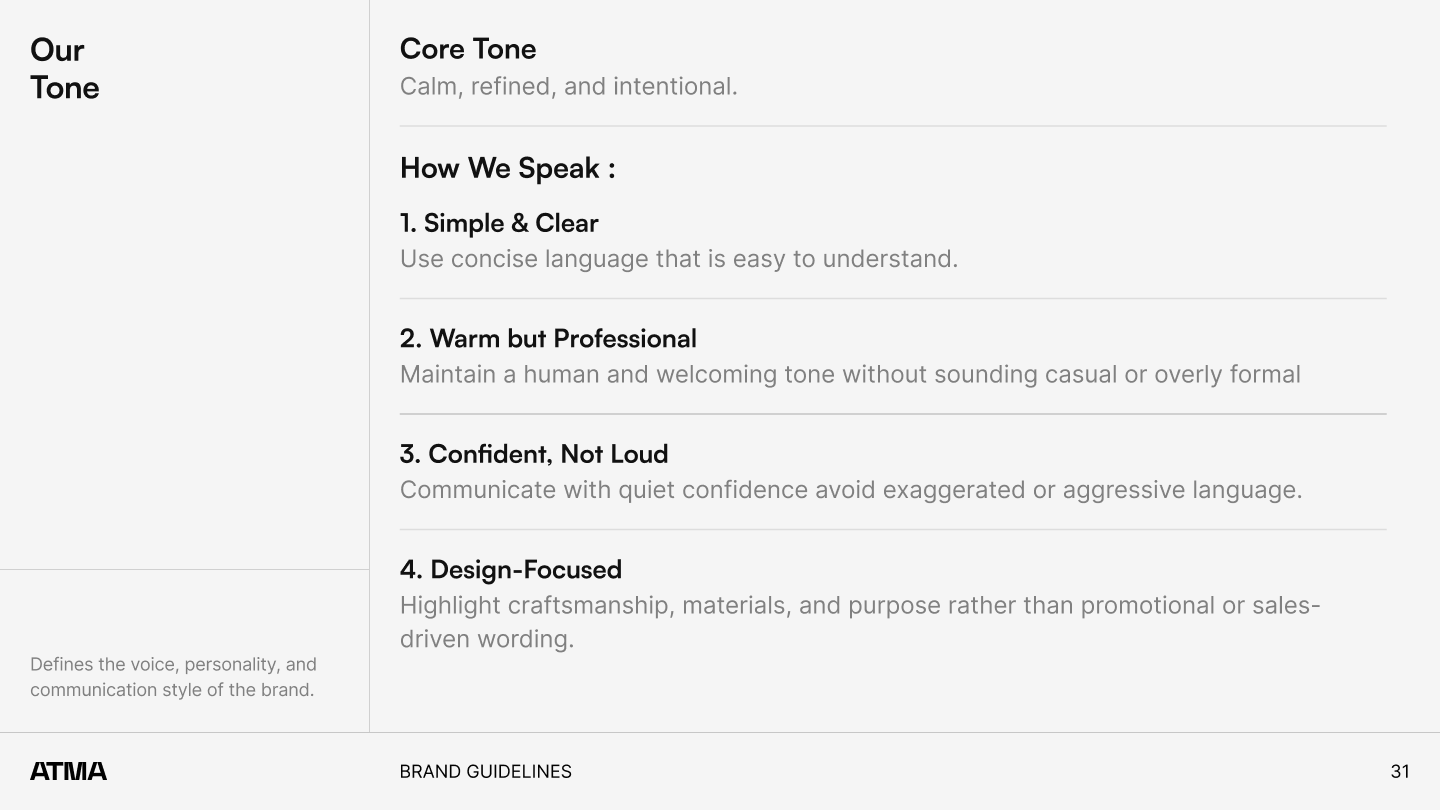 Our
Tone
Core Tone
Calm, refined, and intentional.
How We Speak :
1. Simple & Clear
Use concise language that is easy to understand.
2. Warm but Professional
Maintain a human and welcoming tone without sounding casual or overly formal
3. Confident, Not Loud
Communicate with quiet confidence avoid exaggerated or aggressive language.
4. Design-Focused
Highlight craftsmanship, materials, and purpose rather than promotional or sales-
driven wording.
Defines the voice, personality, and
communication style of the brand.
ATMA
BRAND GUIDELINES
31